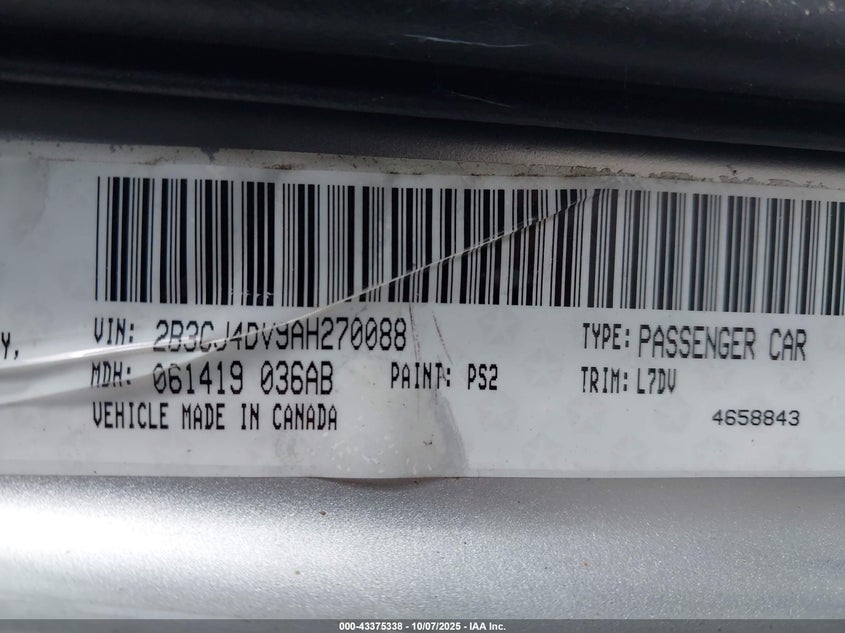 Y,
VIN: 2B3CJ4DV9AH270088
TYPE: PASSENGER CAR
MDH: 061419 036AB
PAINT: PS2
TRIM: L7DV
VEHICLE MADE IN CANADA
4658843
000-43375338 - 10/07/2025 - IAA Inc.